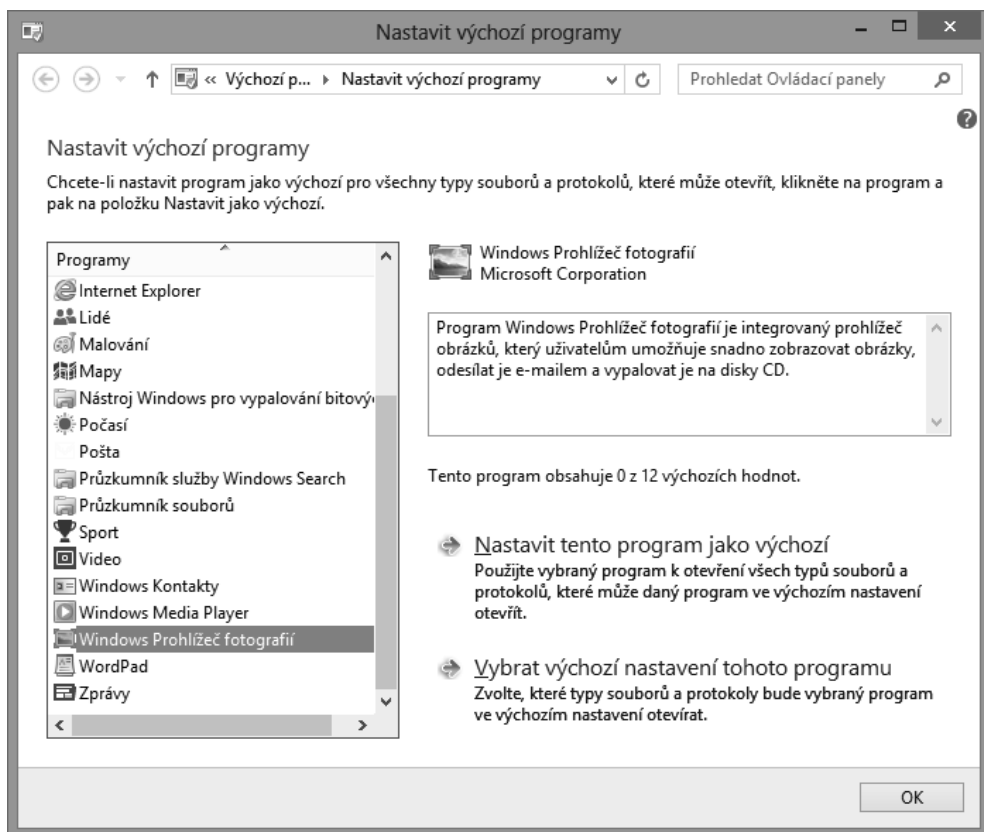 Nastavit výchozí programy
« Výchozí p... Nastavit výchozí programy
Prohledat Ovládací panely
Nastavit výchozí programy
Chcete-li nastavit program jako výchozí pro všechny typy souborů a protokolů, které může otevřít, klikněte na program a
pak na položku Nastavit jako výchozí.
Programy
Internet Explorer
Lidé
Malování
Mapy
Nástroj Windows pro vypalování bitový
Počasí
Pošta
Průzkumník služby Windows Search
Průzkumník souborů
Sport
Video
Windows Kontakty
Windows Media Player
Windows Prohlížeč fotografií
WordPad
Zprávy
Windows Prohlížeč fotografií
Microsoft Corporation
Program Windows Prohlížeč fotografií je integrovaný prohlížeč
obrázků, který uživatelům umožňuje snadno zobrazovat obrázky,
odesílat je e-mailem a vypalovat je na disky CD.
Tento program obsahuje 0 z 12 výchozích hodnot.
Nastavit tento program jako výchozí
Použijte vybraný program k otevření všech typů souborů a
protokolů, které může daný program ve výchozím nastavení
otevřít.
Vybrat výchozí nastavení tohoto programu
Zvolte, které typy souborů a protokoly bude vybraný program
ve výchozím nastavení otevírat.
OK